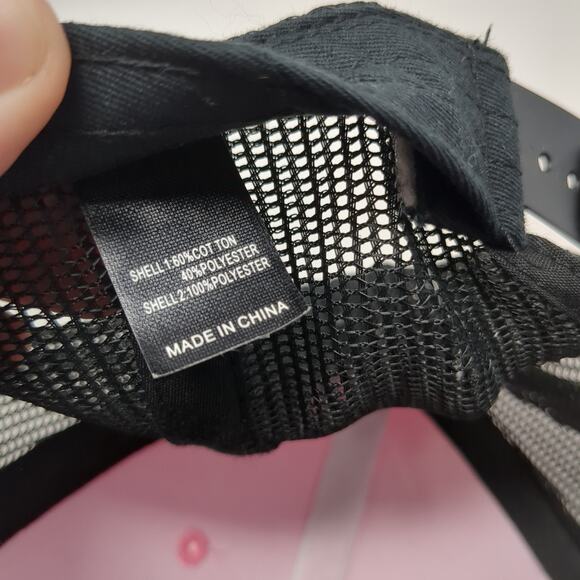 SHELL 1:60%COT TON
40%POLYESTER
SHELL 2:100%POLYESTER
MADE IN CHINA